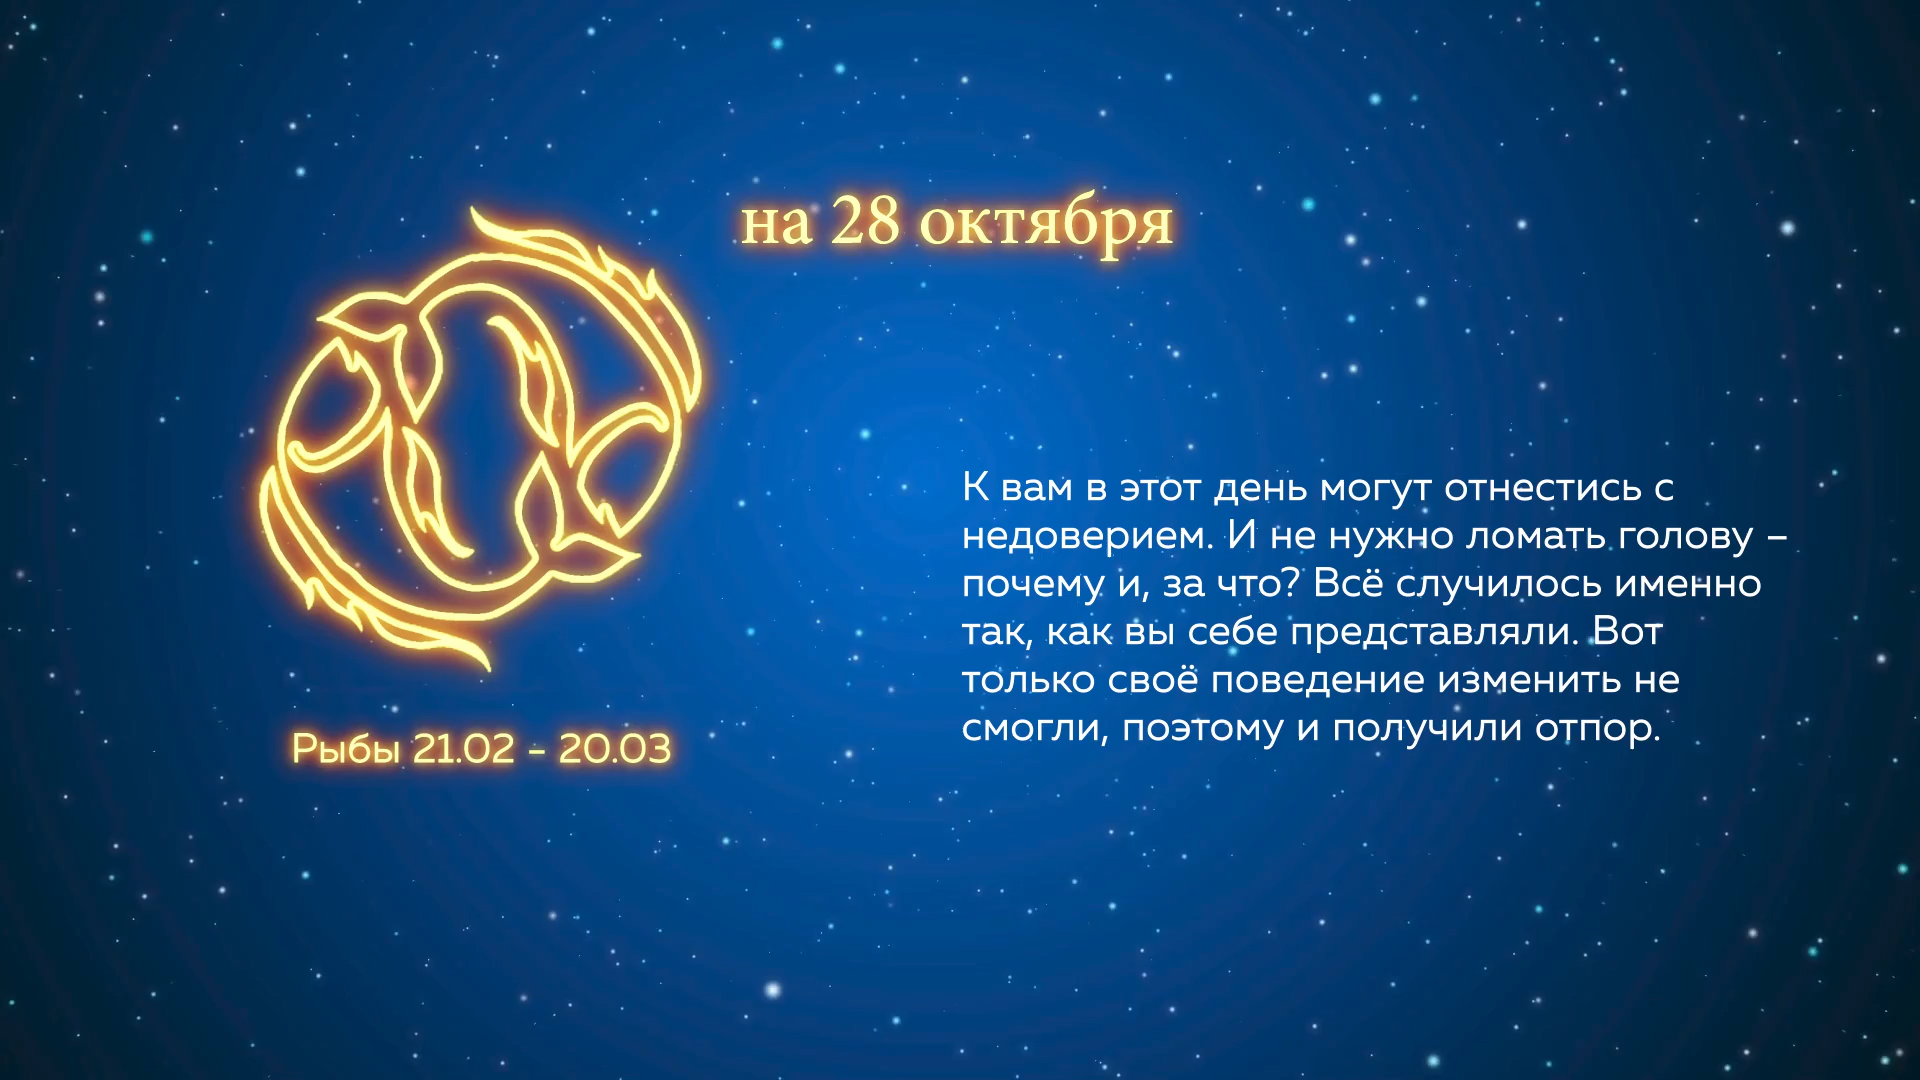 на 28 октября
К вам в этот день могут отнестись с
недоверием. И не нужно ломать голову –
почему и, за что? Всё случилось именно
так, как вы себе представляли. Вот
только своё поведение изменить не
смогли, поэтому и получили отпор.
Рыбы 21.02 - 20.03